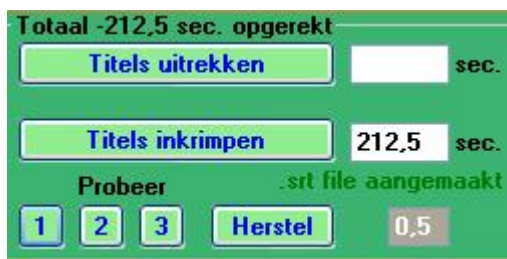 Totaal -212,5 sec. opgerekt
Titels uitrekken sec.
Titels inkrimpen 212,5 sec.
Probeer .srt file aangemaakt
1 2 3 Herstel 0,5